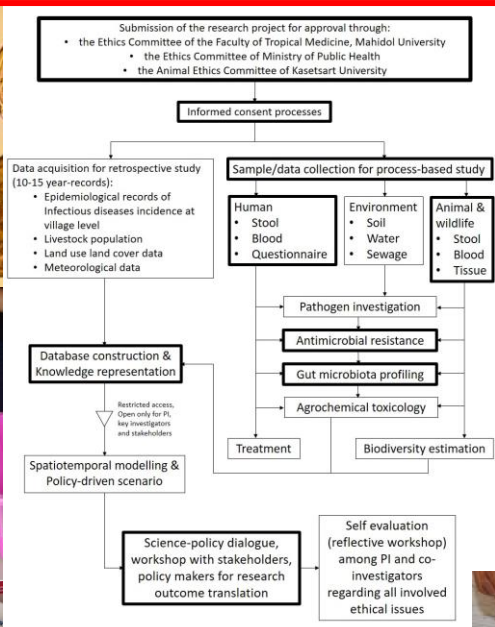 Submission of the research project for approval through:
• the Ethics Committee of the Faculty of Tropical Medicine, Mahidol University
• the Ethics Committee of Ministry of Public Health
• the Animal Ethics Committee of Kasetsart University
Informed consent processes
Data acquisition for retrospective study
(10-15 year-records):
• Epidemiological records of
Infectious diseases incidence at
village level
• Livestock population
• Land use land cover data
• Meteorological data
Sample/data collection for process-based study
Human
• Stool
• Blood
• Questionnaire
Environment
• Soil
• Water
• Sewage
Animal &
wildlife
• Stool
• Blood
• Tissue
Pathogen investigation
Antimicrobial resistance
Gut microbiota profiling
Agrochemical toxicology
Treatment
Biodiversity estimation
Database construction &
Knowledge representation
Restricted access,
Open only for PI,
key investigators
and stakeholders
Spatiotemporal modelling &
Policy-driven scenario
Science-policy dialogue,
workshop with stakeholders,
policy makers for research
outcome translation
Self evaluation
(reflective workshop)
among PI and co-
investigators
regarding all involved
ethical issues